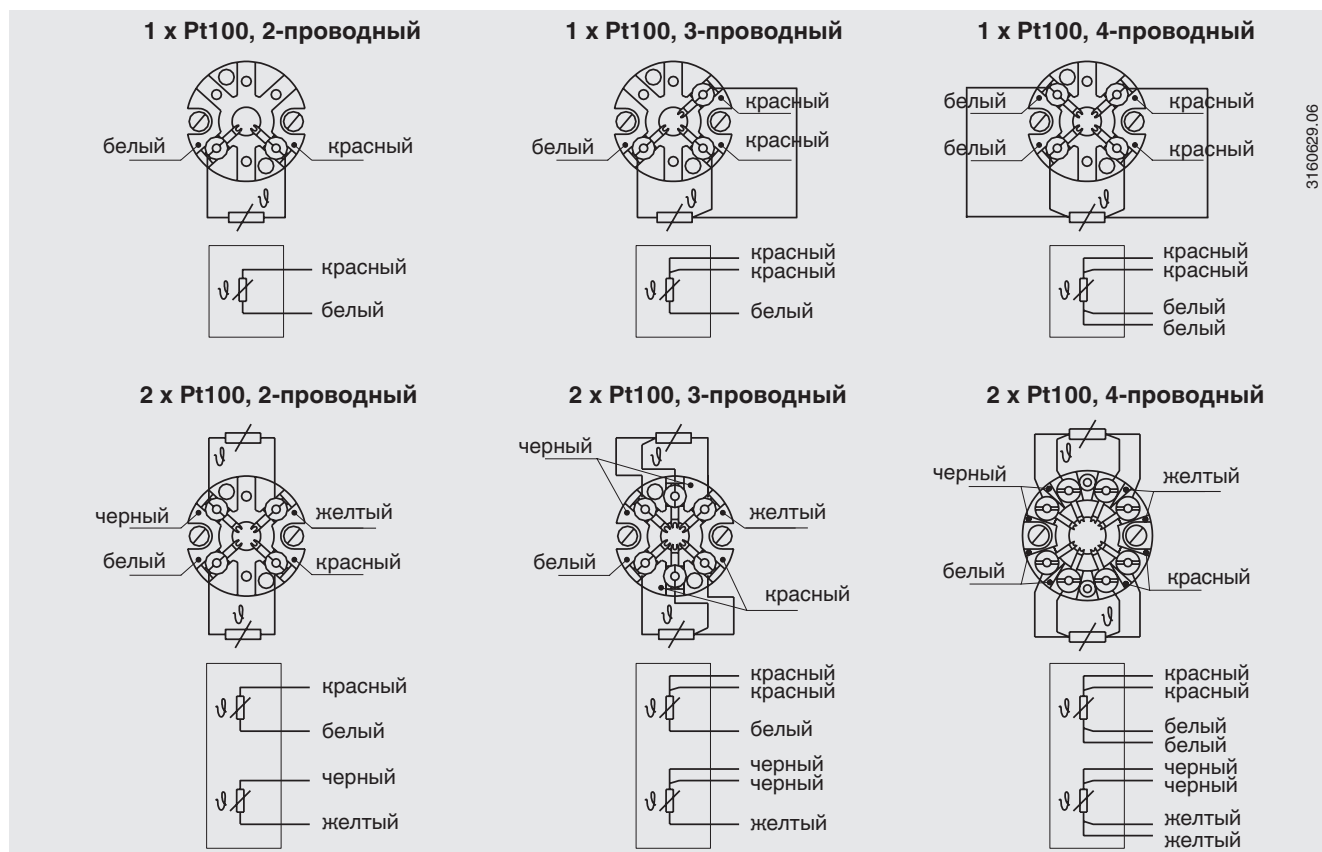 1 x Pt100, 2-проводный
белый
красный
ϑ
ϑ
красный
белый
1 x Pt100, 3-проводный
красный
красный
белый
ϑ
ϑ
красный
красный
белый
1 x Pt100, 4-проводный
белый
красный
белый
красный
ϑ
ϑ
красный
красный
белый
белый
3160629.06
2 x Pt100, 2-проводный
ϑ
черный
желтый
белый
красный
ϑ
ϑ
красный
белый
ϑ
черный
желтый
2 x Pt100, 3-проводный
черный
ϑ
желтый
белый
красный
ϑ
ϑ
красный
красный
белый
ϑ
черный
черный
желтый
2 x Pt100, 4-проводный
ϑ
черный
желтый
белый
красный
ϑ
ϑ
красный
красный
белый
белый
ϑ
черный
черный
желтый
желтый